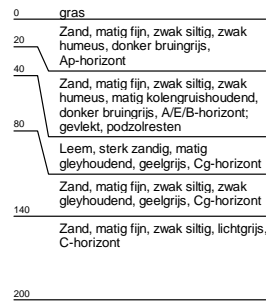 0 gras
Zand, matig fijn, zwak siltig, zwak
20 humeus, donker bruingrijs,
Ap-horizont
40
Zand, matig fijn, zwak siltig, zwak
humeus, matig kolengruishoudend,
donker bruingrijs, A/E/B-horizont;
80 gevlekt, podzolresten
Leem, sterk zandig, matig
gleyhoudend, geelgrijs, Cg-horizont
Zand, matig fijn, zwak siltig, zwak
gleyhoudend, geelgrijs, Cg-horizont
140
Zand, matig fijn, zwak siltig, lichtgrijs,
C-horizont
200